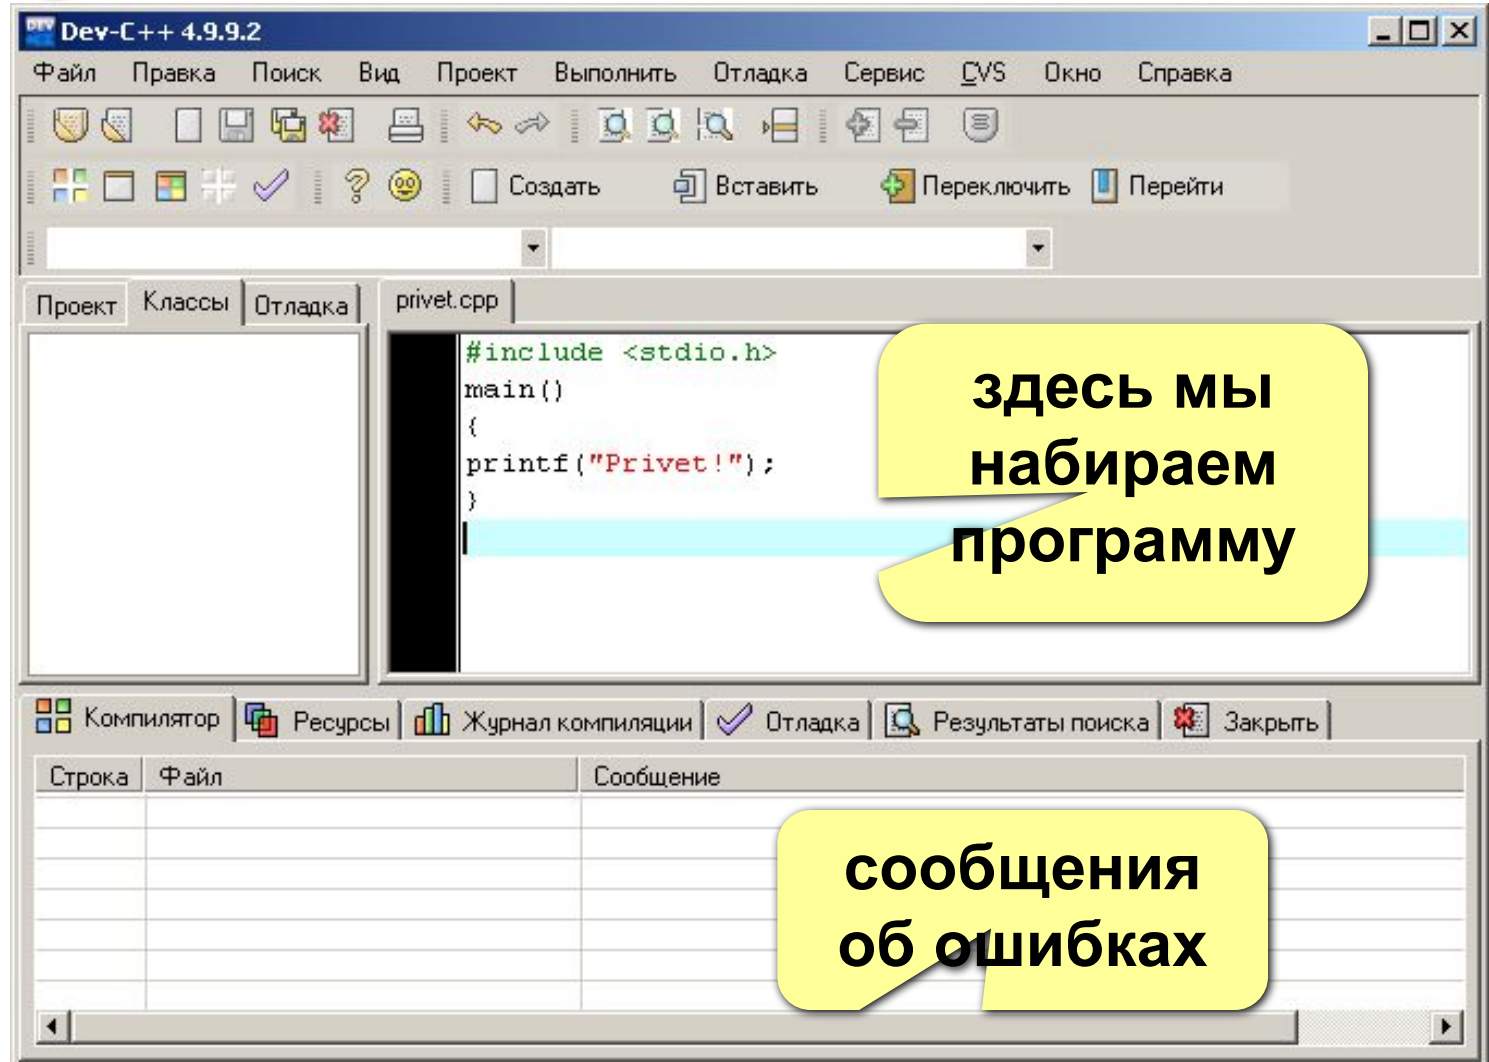 Dev-C++ 4.9.9.2
Файл Правка Поиск Вид Проект Выполнить Отладка Сервис CVS Окно Справка
Создать Вставить Переключить Перейти
Проект Классы Отладка privet.cpp
#include <stdio.h>
main()
{
printf("Privet!");
}
здесь мы
набираем
программу
Компилятор Ресурсы Журнал компиляции Отладка Результаты поиска Закрыть
Строка Файл Сообщение
сообщения
об ошибках